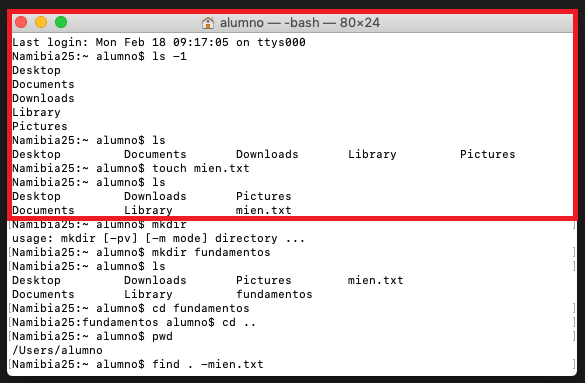 alumno — -bash — 80×24
Last login: Mon Feb 18 09:17:05 on ttys000
Namibia25:~ alumno$ ls -1
Desktop
Documents
Downloads
Library
Pictures
Namibia25:~ alumno$ ls
Desktop Documents Downloads Library Pictures
Namibia25:~ alumno$ touch mien.txt
Namibia25:~ alumno$ ls
Desktop Downloads Pictures
Documents Library mien.txt
[Namibia25:~ alumno$ mkdir ]
usage: mkdir [-pv] [-m mode] directory ...
[Namibia25:~ alumno$ mkdir fundamentos ]
[Namibia25:~ alumno$ ls ]
Desktop Downloads Pictures mien.txt
Documents Library fundamentos
[Namibia25:~ alumno$ cd fundamentos ]
[Namibia25:fundamentos alumno$ cd .. ]
[Namibia25:~ alumno$ pwd ]
/Users/alumno
[Namibia25:~ alumno$ find . -mien.txt ]